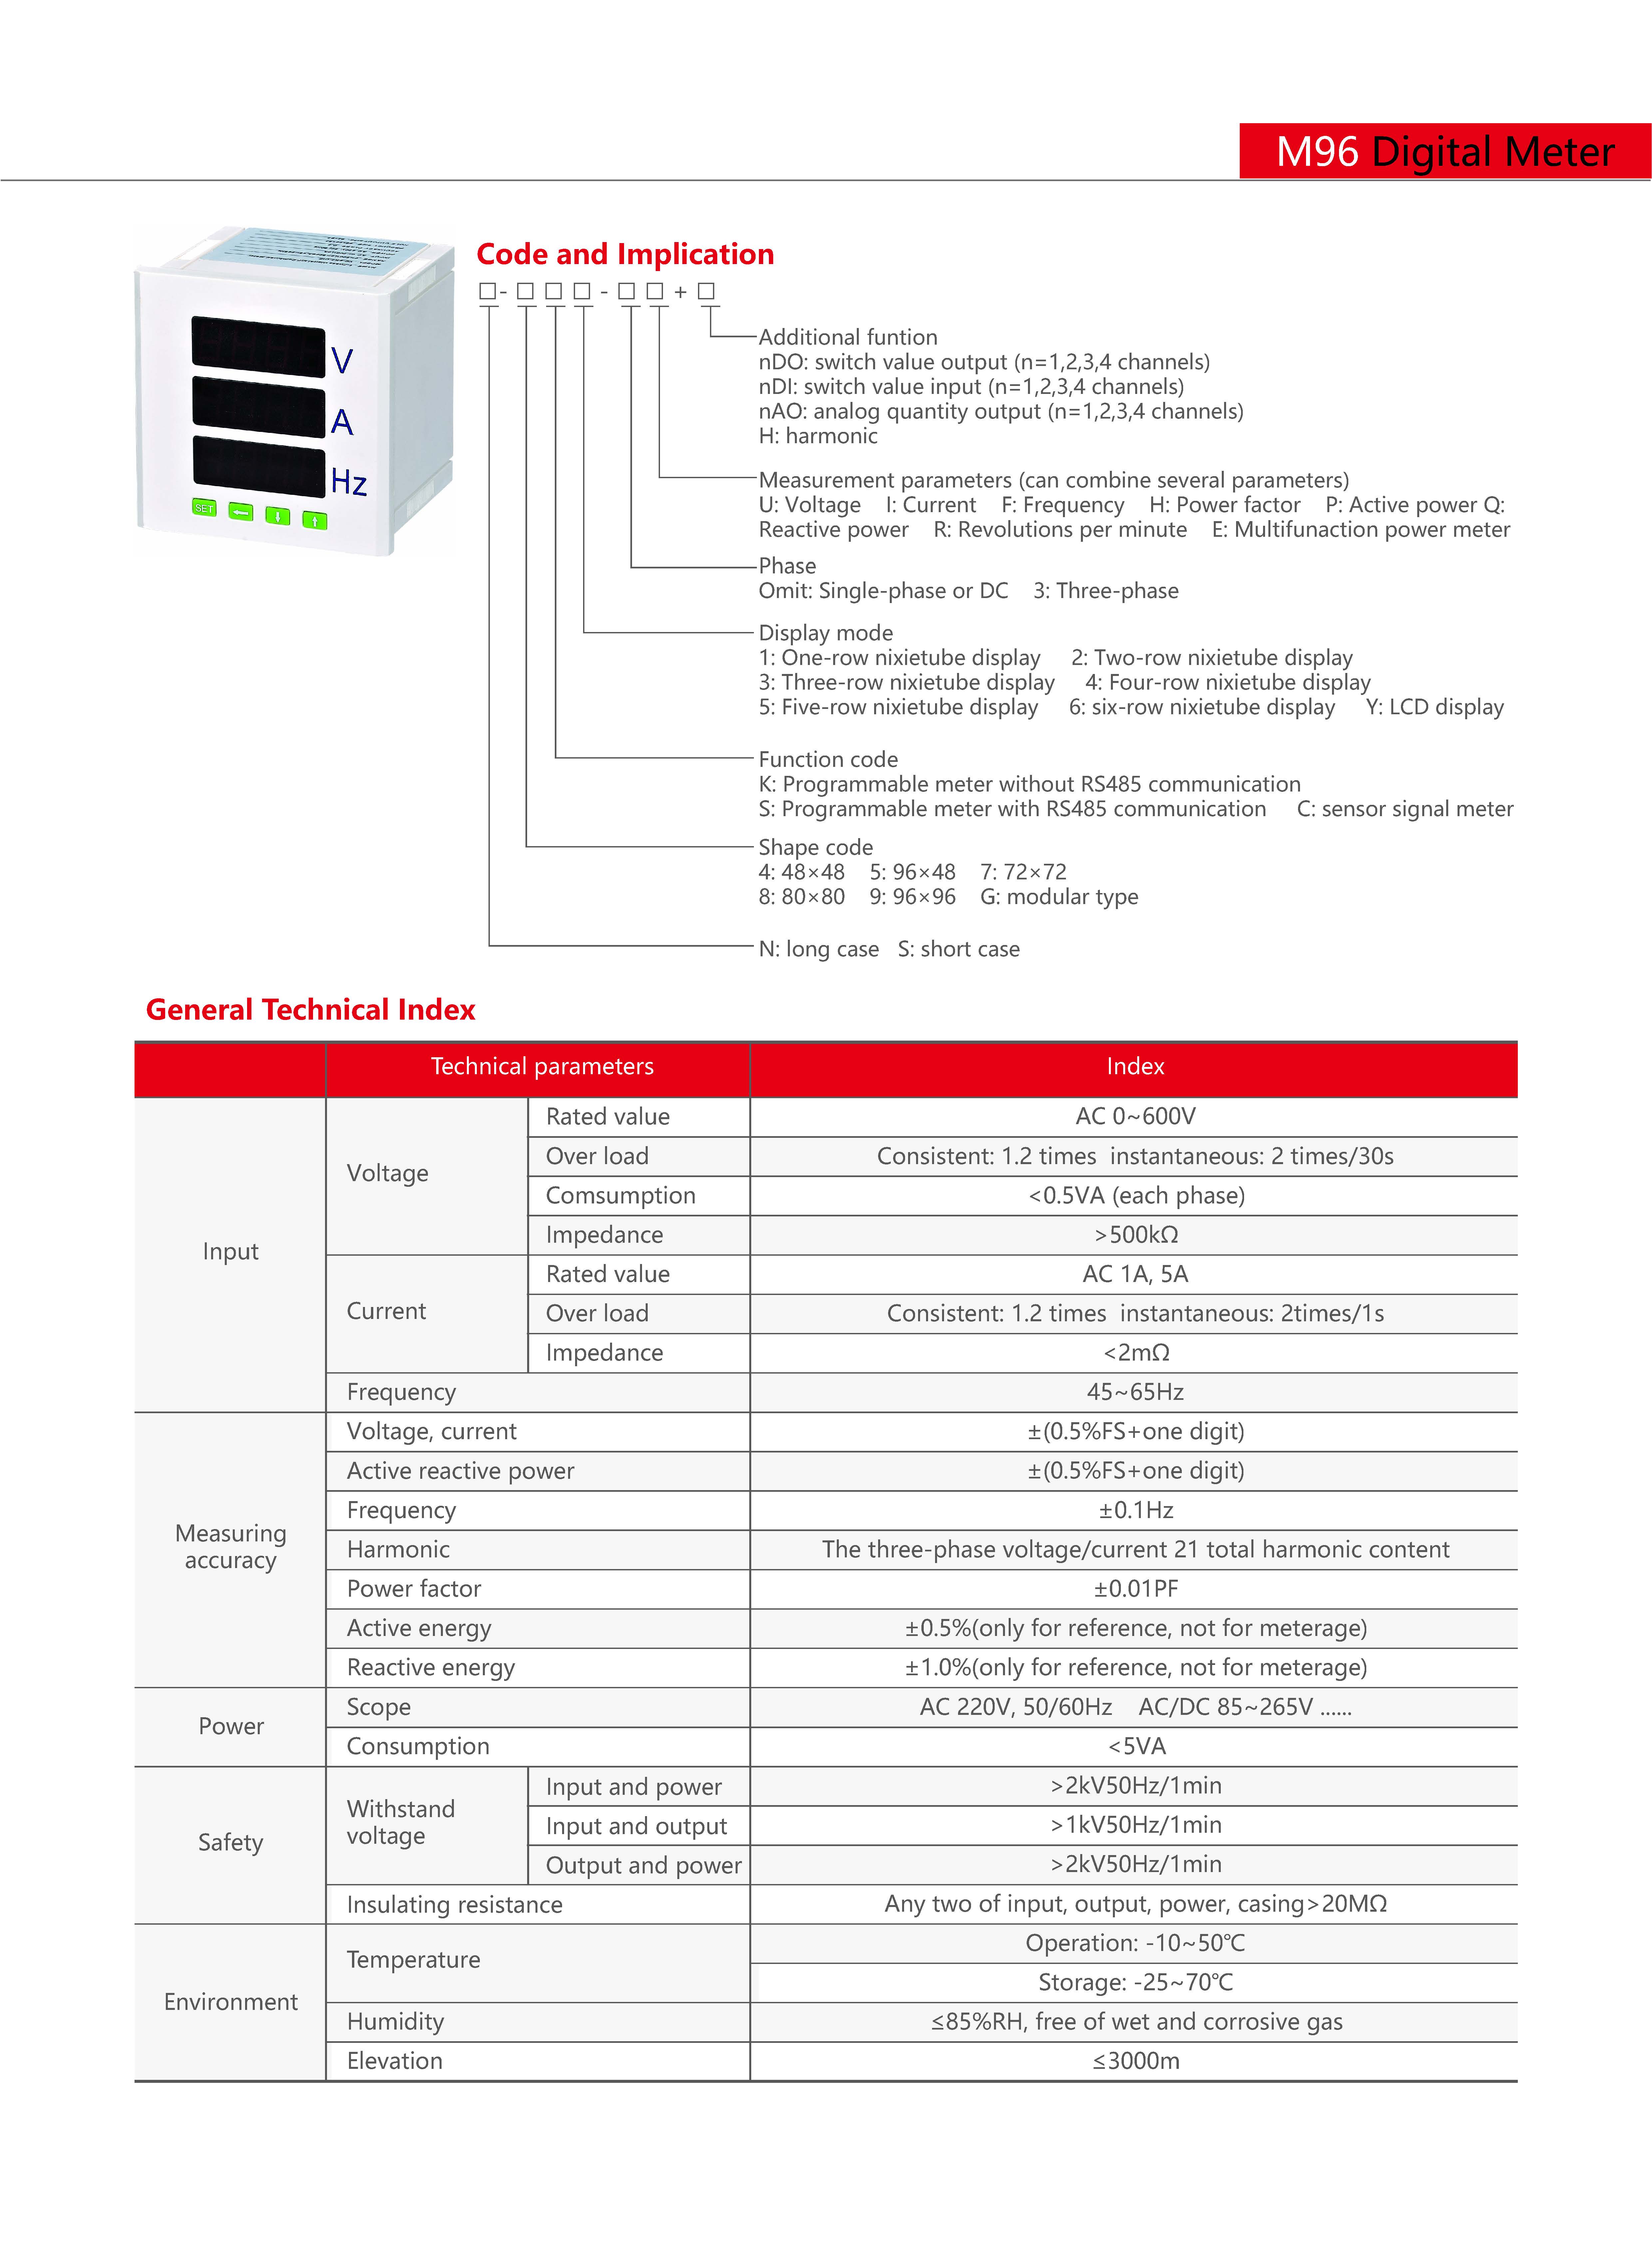 M96 Digital Meter
V
A
Hz
SET
Code and Implication
□-□□□-□□+□
Additional funtion
nDO: switch value output (n=1,2,3,4 channels)
nDI: switch value input (n=1,2,3,4 channels)
nAO: analog quantity output (n=1,2,3,4 channels)
H: harmonic
Measurement parameters (can combine several parameters)
U: Voltage I: Current F: Frequency H: Power factor P: Active power Q:
Reactive power R: Revolutions per minute E: Multifunaction power meter
Phase
Omit: Single-phase or DC 3: Three-phase
Display mode
1: One-row nixietube display 2: Two-row nixietube display
3: Three-row nixietube display 4: Four-row nixietube display
5: Five-row nixietube display 6: six-row nixietube display Y: LCD display
Function code
K: Programmable meter without RS485 communication
S: Programmable meter with RS485 communication C: sensor signal meter
Shape code
4: 48×48 5: 96×48 7: 72×72
8: 80×80 9: 96×96 G: modular type
N: long case S: short case
General Technical Index
Technical parameters Index
Input
Voltage
Rated value AC 0~600V
Over load Consistent: 1.2 times instantaneous: 2 times/30s
Comsumption <0.5VA (each phase)
Impedance >500kΩ
Current
Rated value AC 1A, 5A
Over load Consistent: 1.2 times instantaneous: 2times/1s
Impedance <2mΩ
Frequency 45~65Hz
Measuring
accuracy
Voltage, current ±(0.5%FS+one digit)
Active reactive power ±(0.5%FS+one digit)
Frequency ±0.1Hz
Harmonic The three-phase voltage/current 21 total harmonic content
Power factor ±0.01PF
Active energy ±0.5%(only for reference, not for meterage)
Reactive energy ±1.0%(only for reference, not for meterage)
Power
Scope AC 220V, 50/60Hz AC/DC 85~265V ......
Consumption <5VA
Safety
Withstand
voltage
Input and power >2kV50Hz/1min
Input and output >1kV50Hz/1min
Output and power >2kV50Hz/1min
Insulating resistance Any two of input, output, power, casing>20MΩ
Environment
Temperature
Operation: -10~50℃
Storage: -25~70℃
Humidity ≤85%RH, free of wet and corrosive gas
Elevation ≤3000m